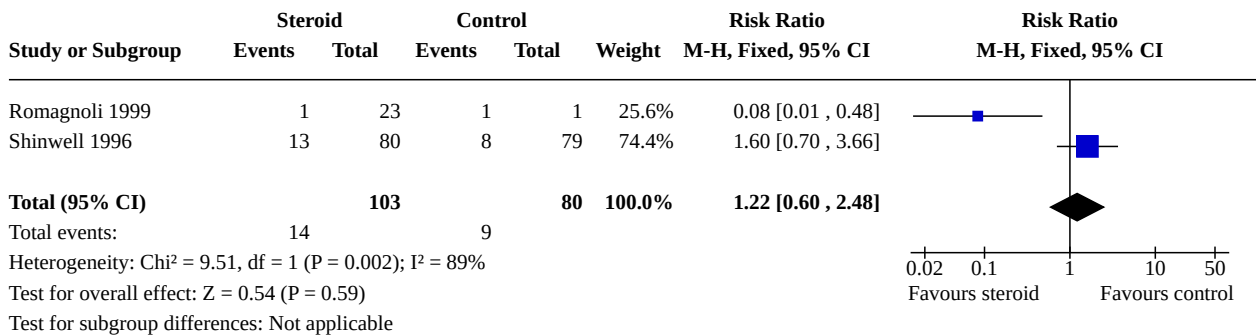 Steroid Control Risk Ratio Risk Ratio
Study or Subgroup Events Total Events Total Weight M-H, Fixed, 95% CI M-H, Fixed, 95% CI
Romagnoli 1999 1 23 1 1 25.6% 0.08 [0.01 , 0.48]
Shinwell 1996 13 80 8 79 74.4% 1.60 [0.70 , 3.66]
Total (95% CI) 103 80 100.0% 1.22 [0.60 , 2.48]
Total events: 14 9
Heterogeneity: Chi² = 9.51, df = 1 (P = 0.002); I² = 89%
0.02 0.1 1 10 50
Test for overall effect: Z = 0.54 (P = 0.59)
Favours steroid Favours control
Test for subgroup differences: Not applicable